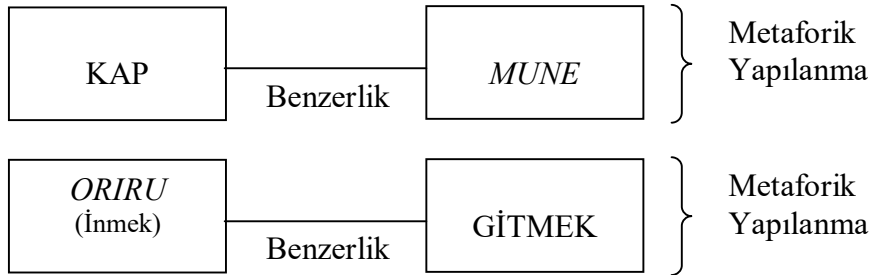 KAP
Benzerlik
MUNE
Metaforik
Yapılanma
ORIRU
(İnmek)
Benzerlik
GİTMEK
Metaforik
Yapılanma